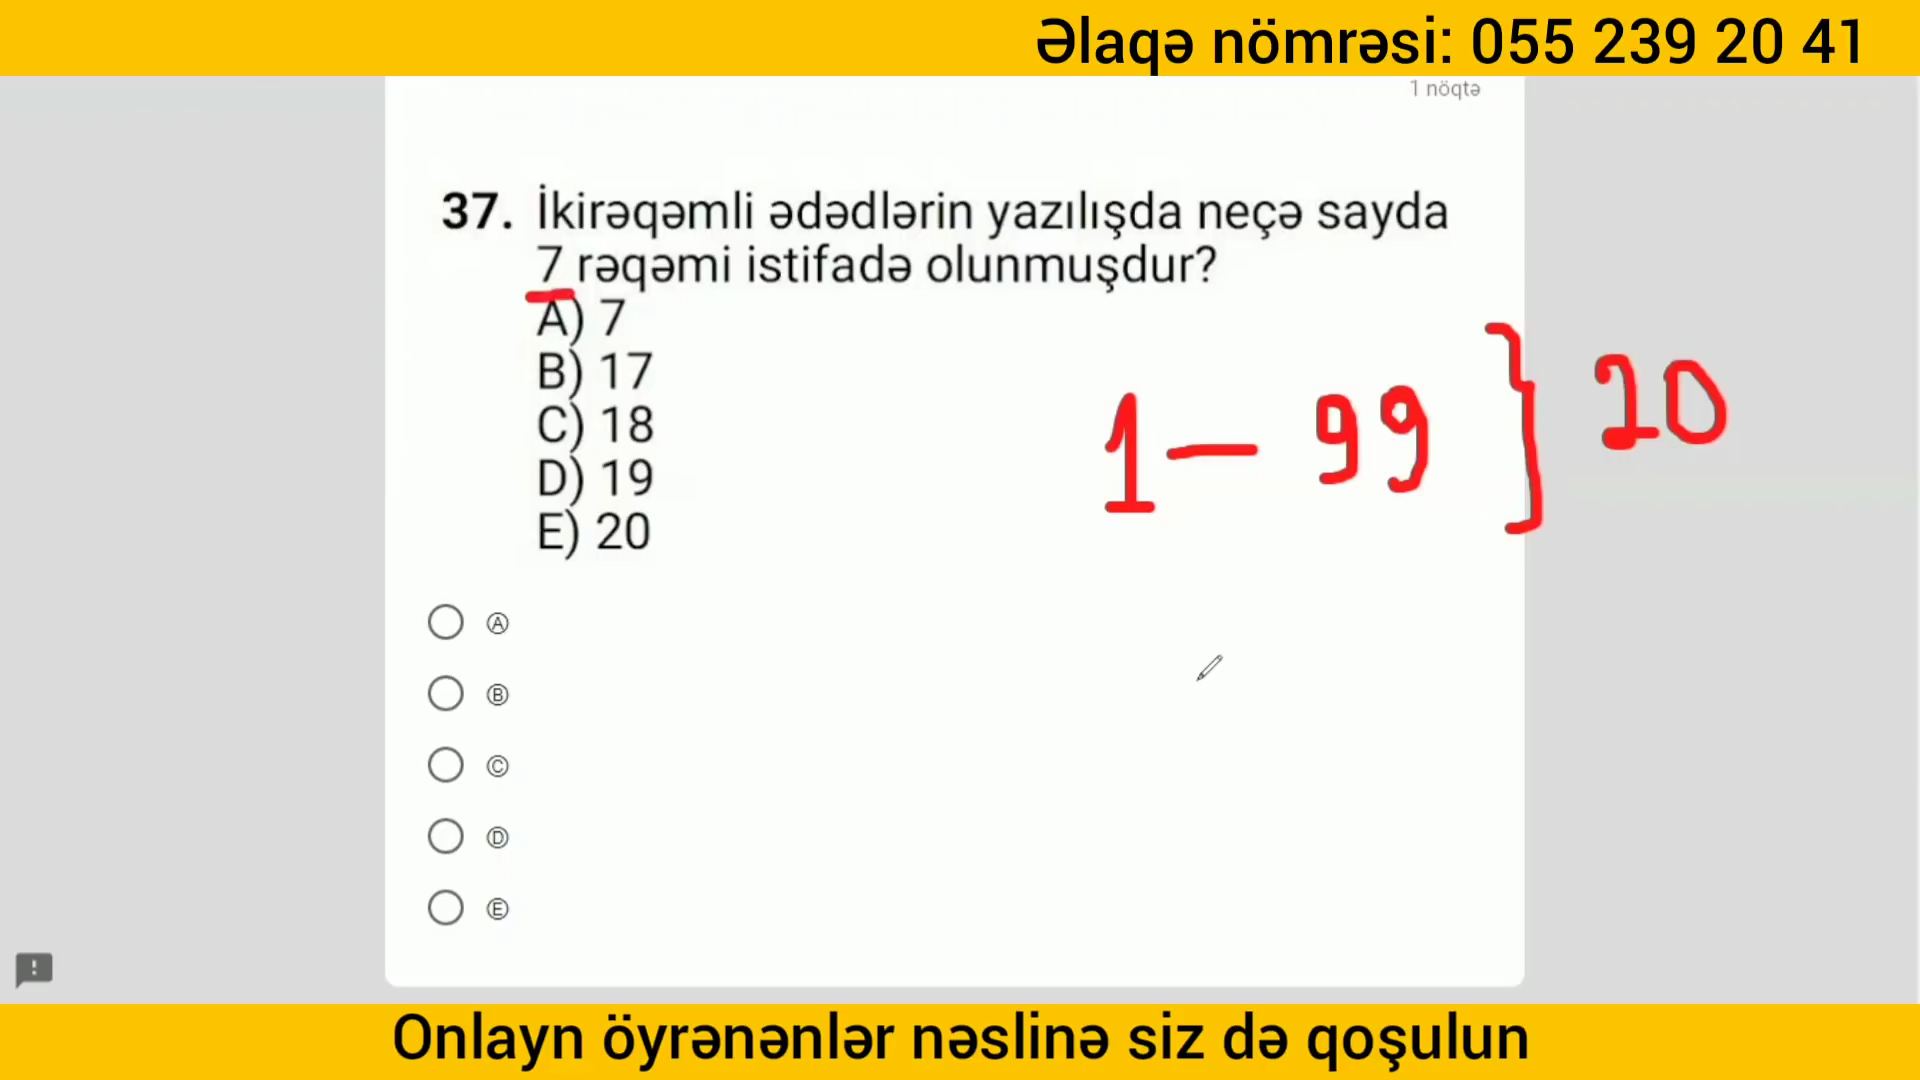 Əlaqə nömrəsi: 055 239 20 41
1 nöqtə
37. İkirəqəmli ədədlərin yazılışda neçə sayda
7 rəqəmi istifadə olunmuşdur?
A) 7
B) 17
C) 18
D) 19
E) 20
1 — 99 } 20
Ⓐ
Ⓑ
Ⓒ
Ⓓ
Ⓔ
Onlayn öyrənənlər nəslinə siz də qoşulun